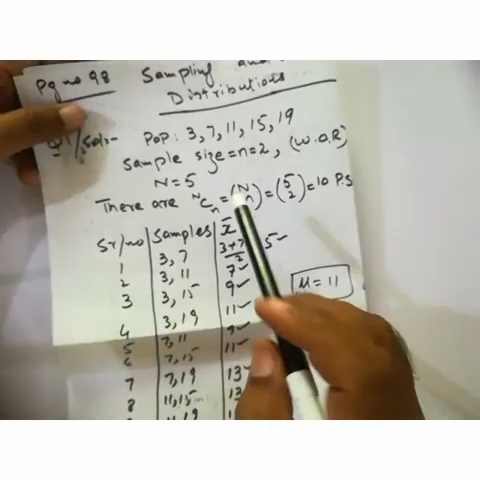 Pg no 98 Sampling and
Distributions
Q1/Soln- POP: 3, 7, 11, 15, 19
Sample size=n=2, (W.O.R)
N=5
There are NCn = (N n) = (5 2) = 10 P.S
Sr/no Samples x̄
1 3, 7 3+7/2 5
2 3, 11 7
3 3, 15 9
4 3, 19 11
5 7, 11 9
6 7, 15 11
7 7, 19 13
8 11, 15 13
11, 19
M = 11